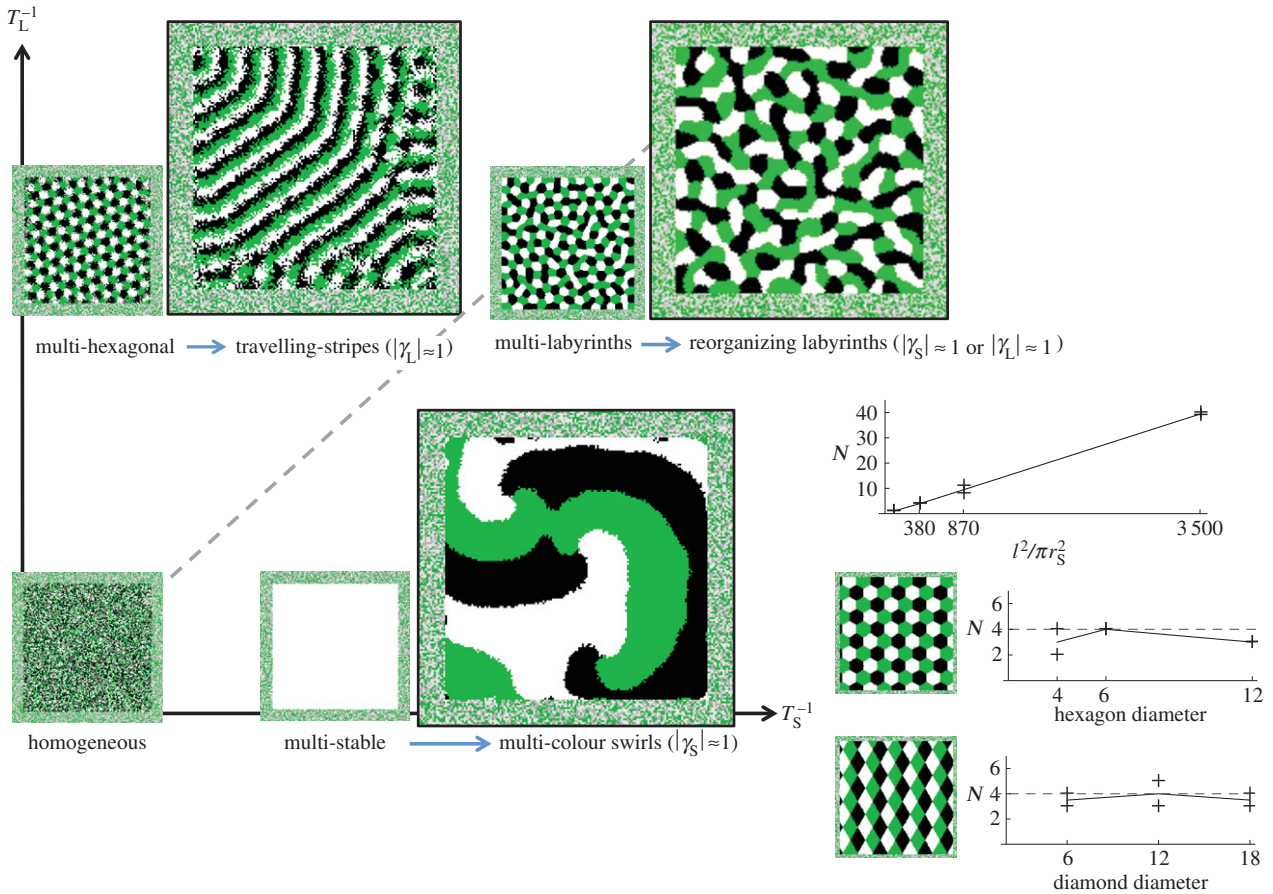 T_L^{-1}
multi-hexagonal → travelling-stripes (|γ_L| ≈ 1)
multi-labyrinths → reorganizing labyrinths (|γ_S| ≈ 1 or |γ_L| ≈ 1)
homogeneous
multi-stable → multi-colour swirls (|γ_S| ≈ 1)
T_S^{-1}
40
30
N
20
10
380 870 3 500
l^2/πr_S^2
6
N 4
2
4 6 12
hexagon diameter
6
N 4
2
6 12 18
diamond diameter